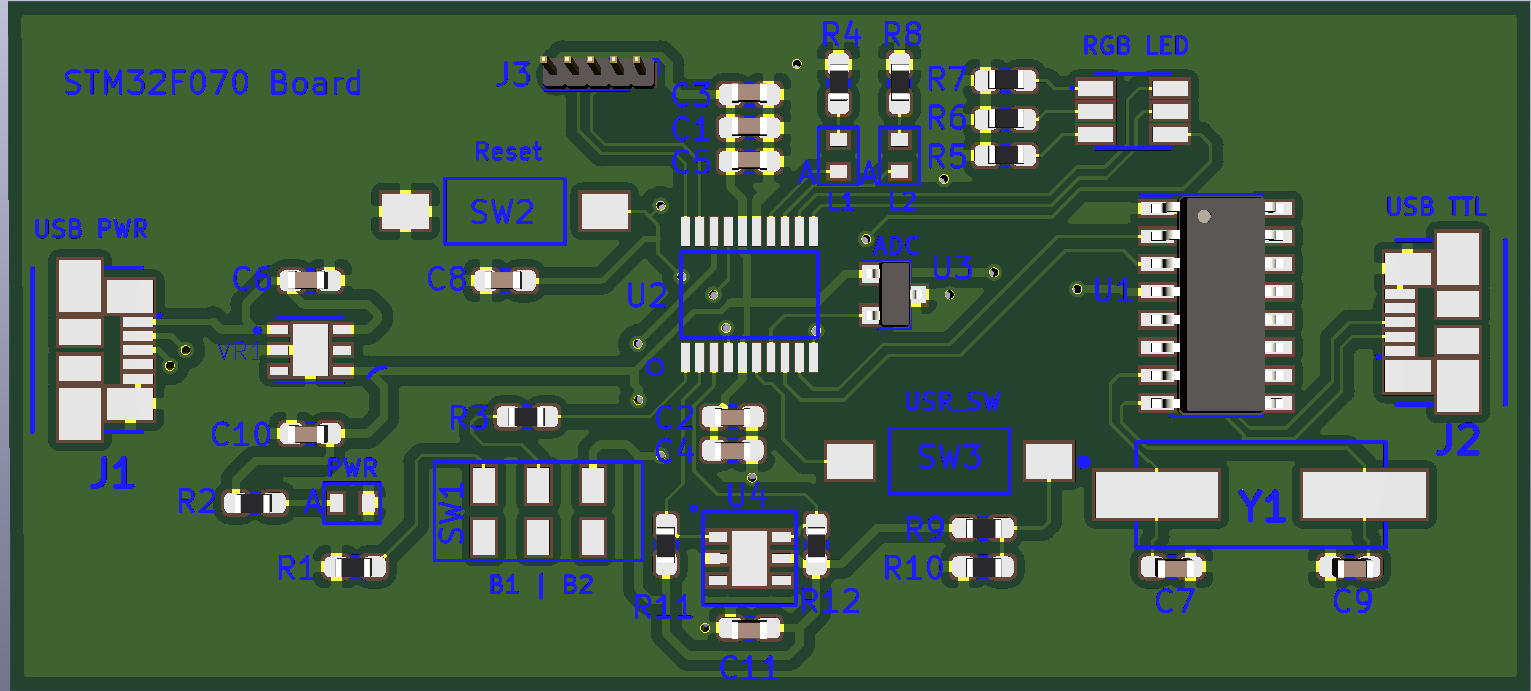 R4 R8
RGB LED
STM32F070 Board
J3
C3
R7
C1
R6
C5
R5
Reset
A A
SW2
L1 L2
USB PWR
USB TTL
ADC
C6
C8
U2
U3
U1
VR1
R3
C2
USR_SW
C10
C4
SW3
J1
PWR
J2
R2
A
SW1
U4
Y1
R9
R1
R10
B1 | B2
R11
R12
C7
C9
C11